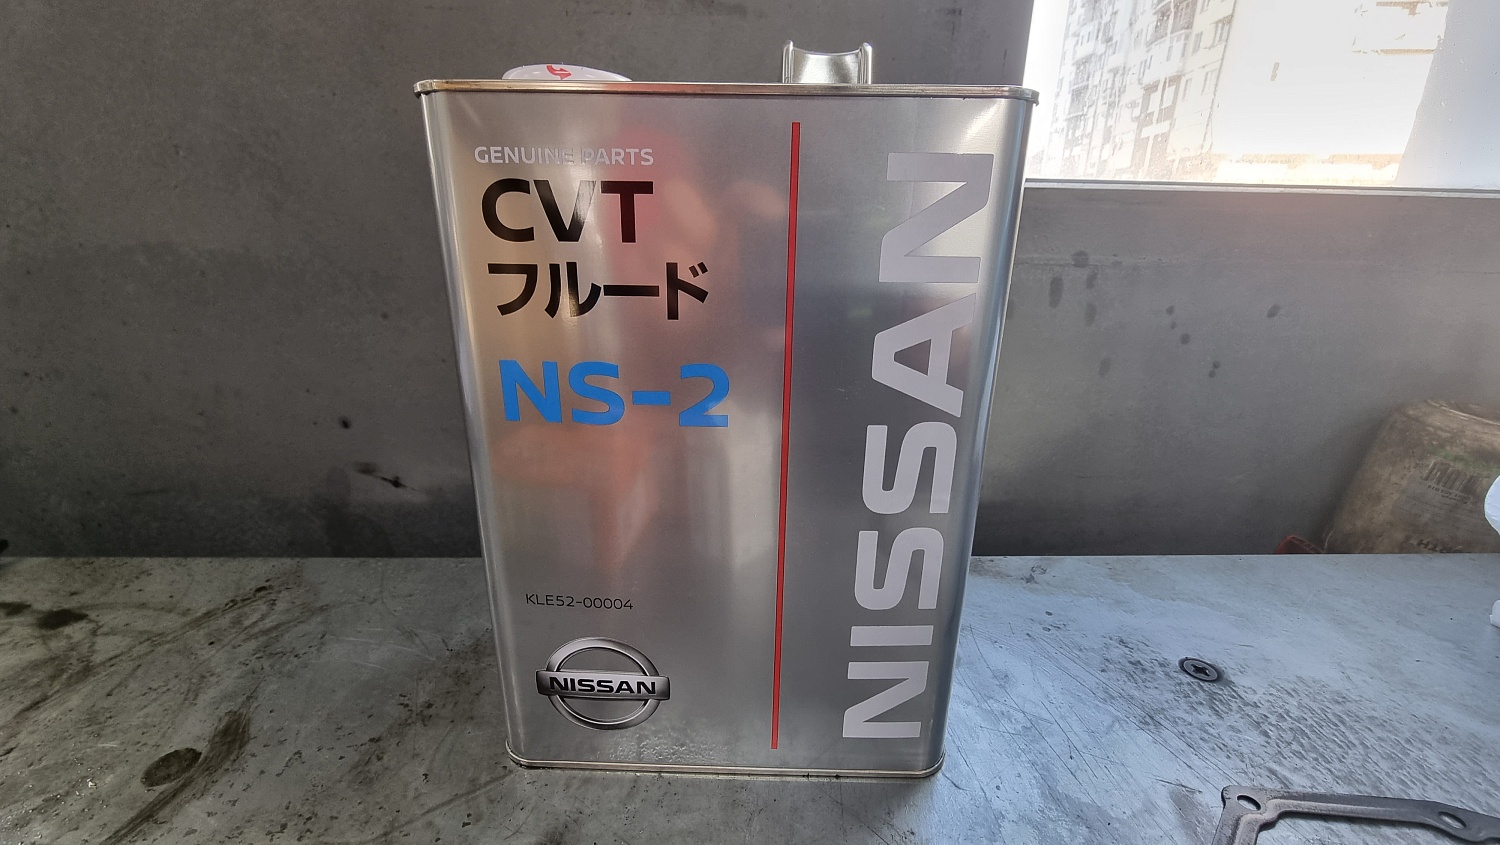 GENUINE PARTS
CVT
フルード
NS-2
KLE52-00004
NISSAN
NISSAN